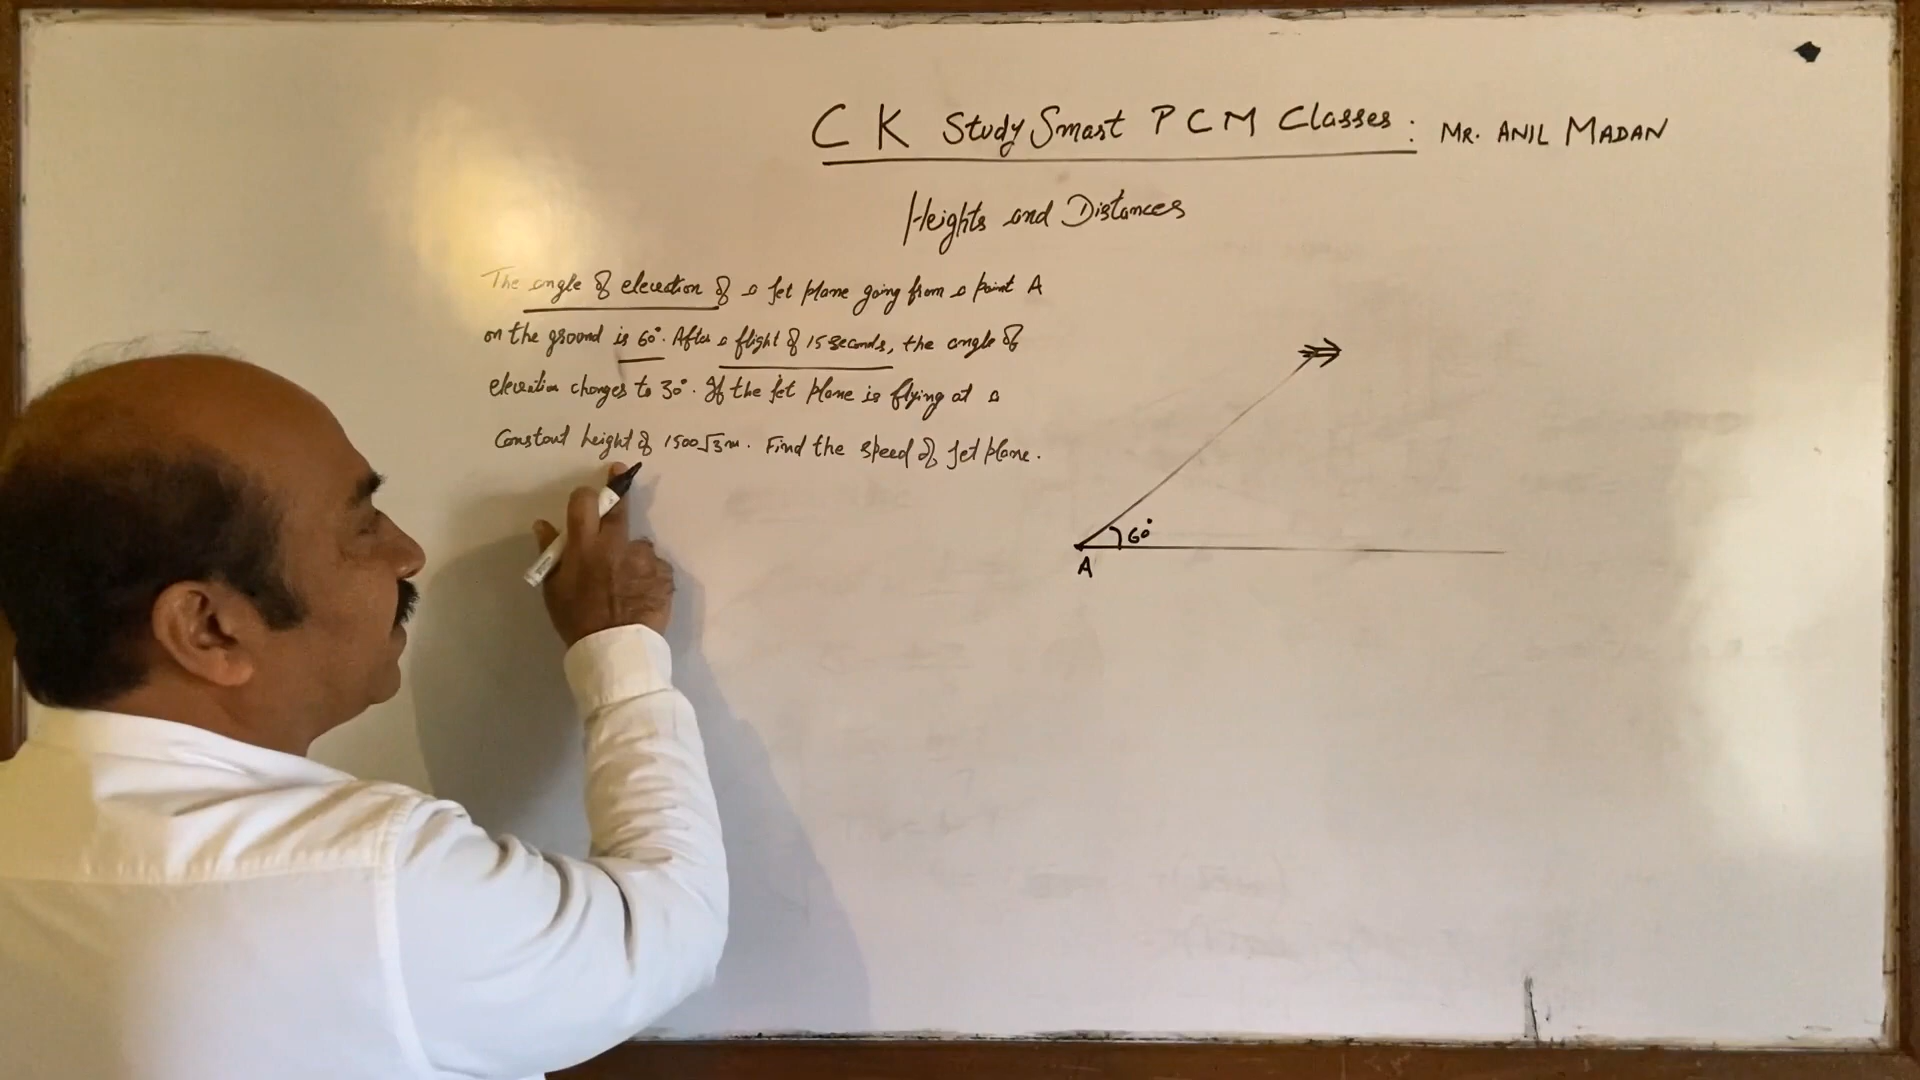 C K StudySmart P C M Classes : MR. ANIL MADAN
Heights and Distances
The angle of elevation of a Jet plane going from a point A
on the ground is 60°. After a flight of 15 seconds, the angle of
elevation changes to 30°. If the jet plane is flying at a
Constant height of 1500√3m. Find the speed of Jet plane.
60°
A